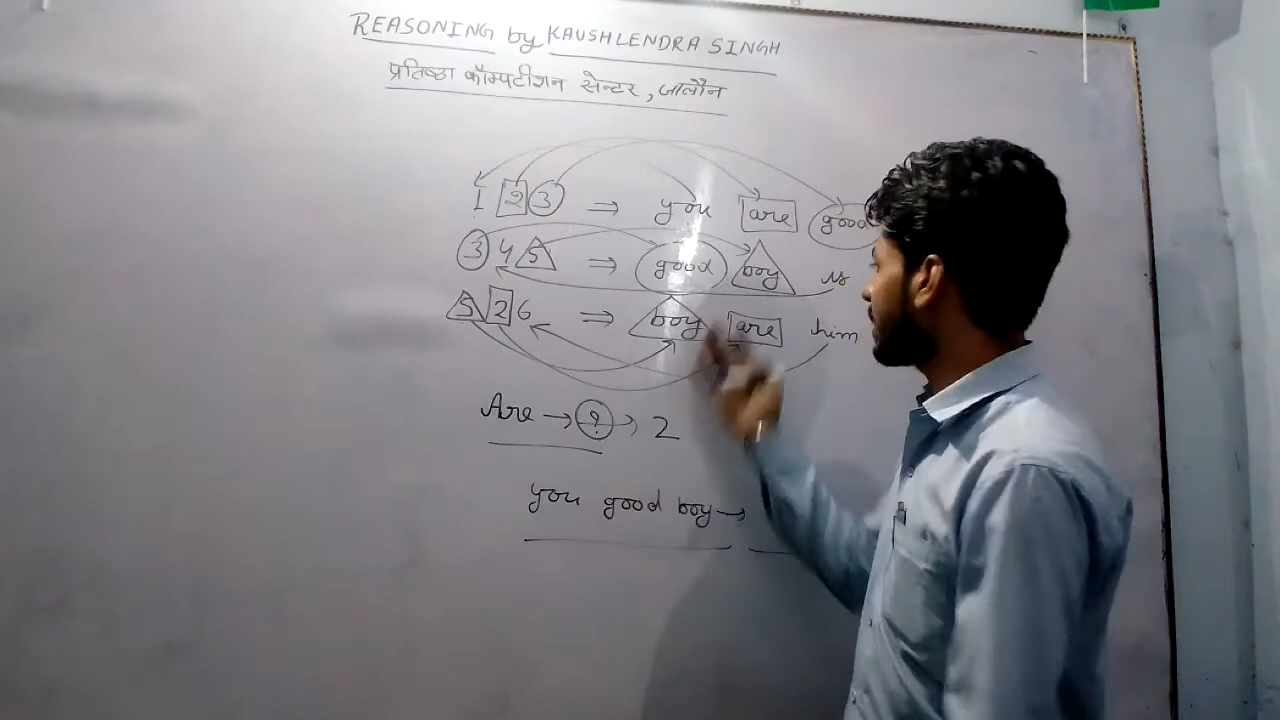 REASONING by KAUSHLENDRA SINGH
प्रतिष्ठा कॉम्पटीशन सेन्टर, जालौन
1 2 3 ⇒ you are good
3 4 5 ⇒ good boy is
5 2 6 ⇒ boy are him
Are → ? → 2
you good boy →